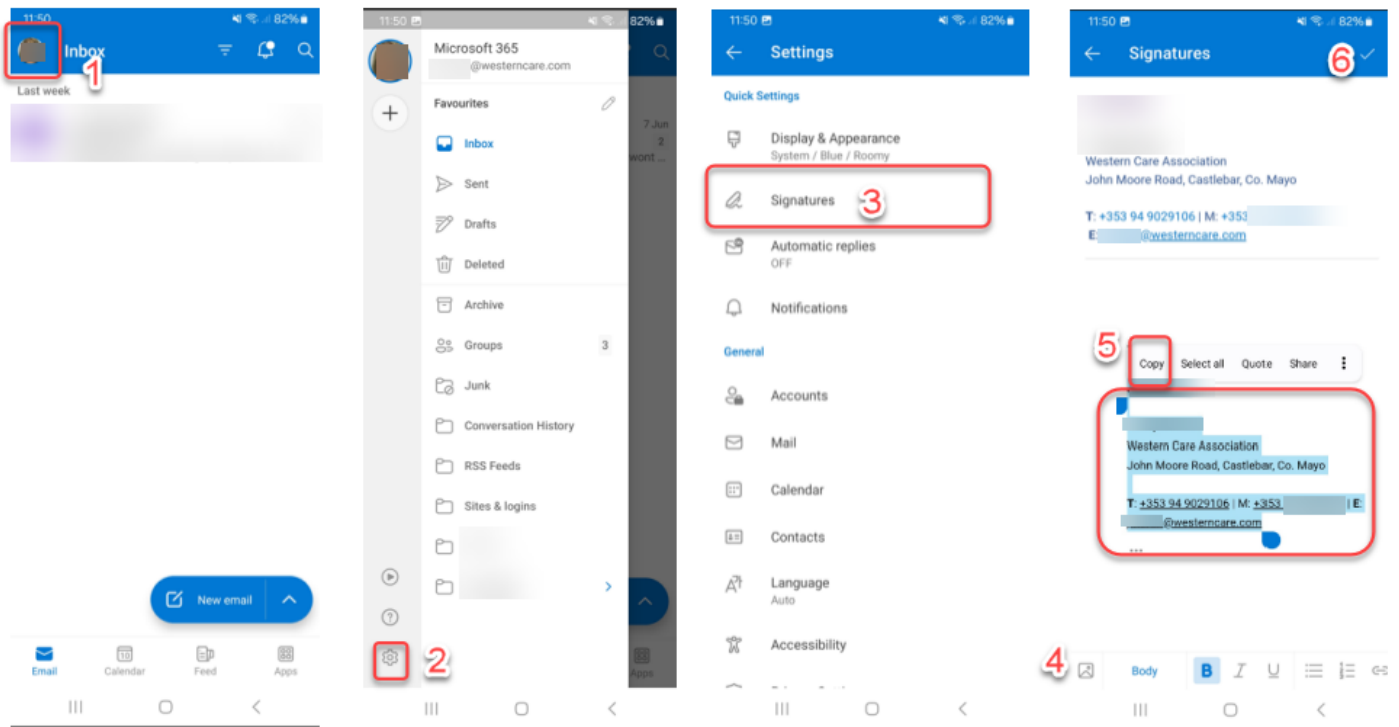 11:50
82%
Inbox
1
Last week
New email
Email
Calendar
Feed
Apps
11:50
82%
Microsoft 365
@westerncare.com
Favourites
7 Jun
2
wont ...
Inbox
Sent
Drafts
Deleted
Archive
Groups
3
Junk
Conversation History
RSS Feeds
Sites & logins
2
Apps
11:50
82%
Settings
Quick Settings
Display & Appearance
System / Blue / Roomy
Signatures
3
Automatic replies
OFF
Notifications
General
Accounts
Mail
Calendar
Contacts
Language
Auto
Accessibility
11:50
82%
Signatures
6
Western Care Association
John Moore Road, Castlebar, Co. Mayo
T: +353 94 9029106 | M: +353
E: @westerncare.com
5
Copy Select all Quote Share
Western Care Association
John Moore Road, Castlebar, Co. Mayo
T: +353 94 9029106 | M: +353 | E:
@westerncare.com
...
4
Body B I U